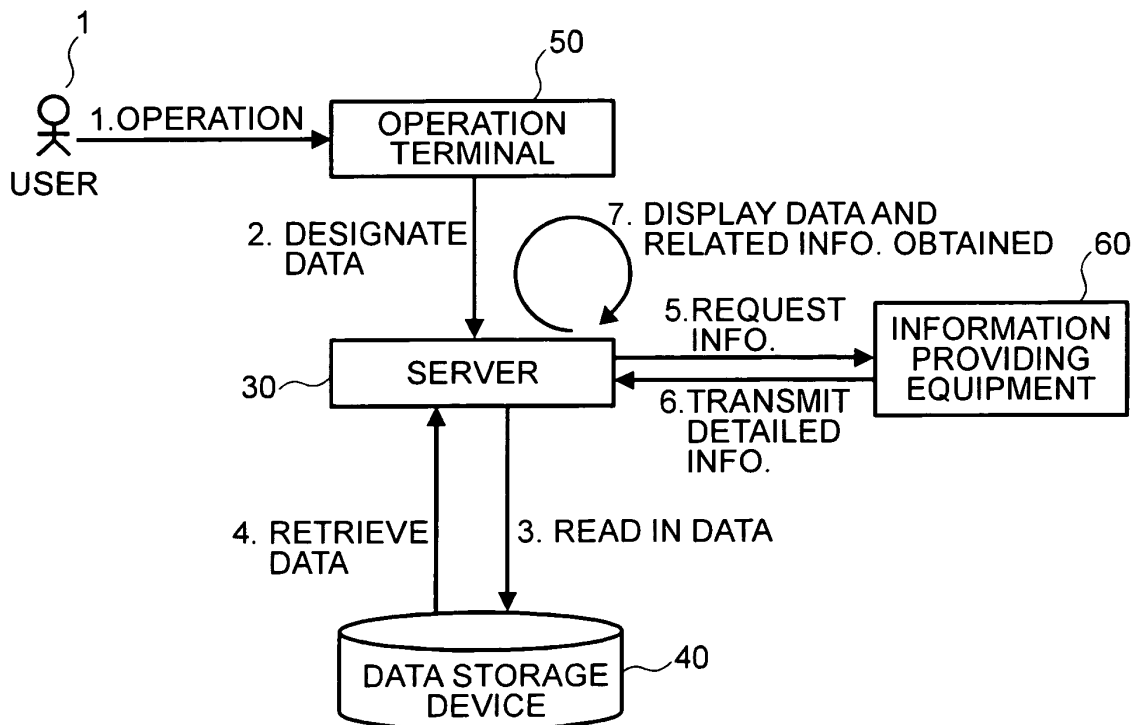 1
50
1.OPERATION
OPERATION
TERMINAL
USER
2. DESIGNATE
DATA
7. DISPLAY DATA AND
RELATED INFO. OBTAINED
60
5.REQUEST
INFO.
INFORMATION
PROVIDING
EQUIPMENT
30
SERVER
6.TRANSMIT
DETAILED
INFO.
4. RETRIEVE
DATA
3. READ IN DATA
40
DATA STORAGE
DEVICE